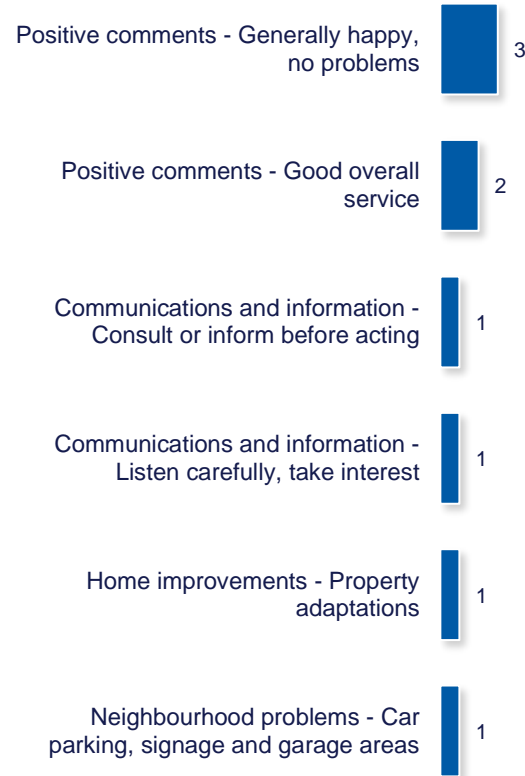 Positive comments - Generally happy,
no problems
3
Positive comments - Good overall
service
2
Communications and information -
Consult or inform before acting
1
Communications and information -
Listen carefully, take interest
1
Home improvements - Property
adaptations
1
Neighbourhood problems - Car
parking, signage and garage areas
1